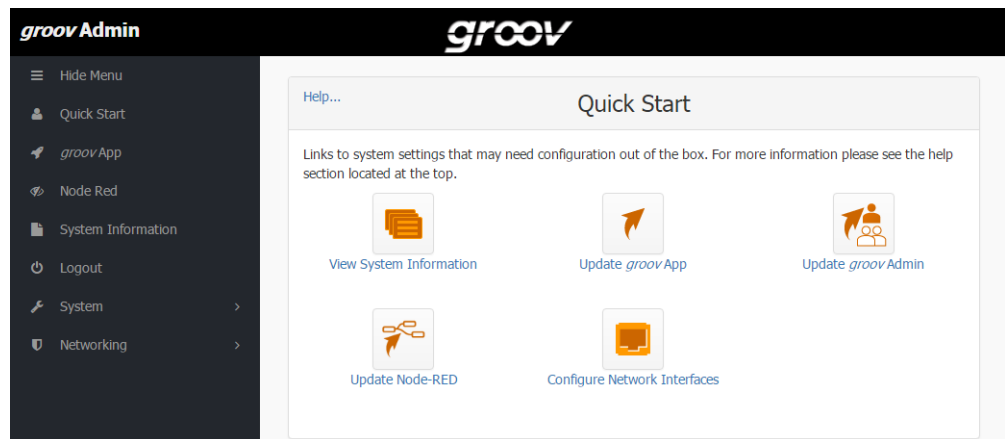 groov Admin
groov
Hide Menu
Quick Start
groov App
Node Red
System Information
Logout
System
Networking
Help...
Quick Start
Links to system settings that may need configuration out of the box. For more information please see the help
section located at the top.
View System Information
Update groov App
Update groov Admin
Update Node-RED
Configure Network Interfaces